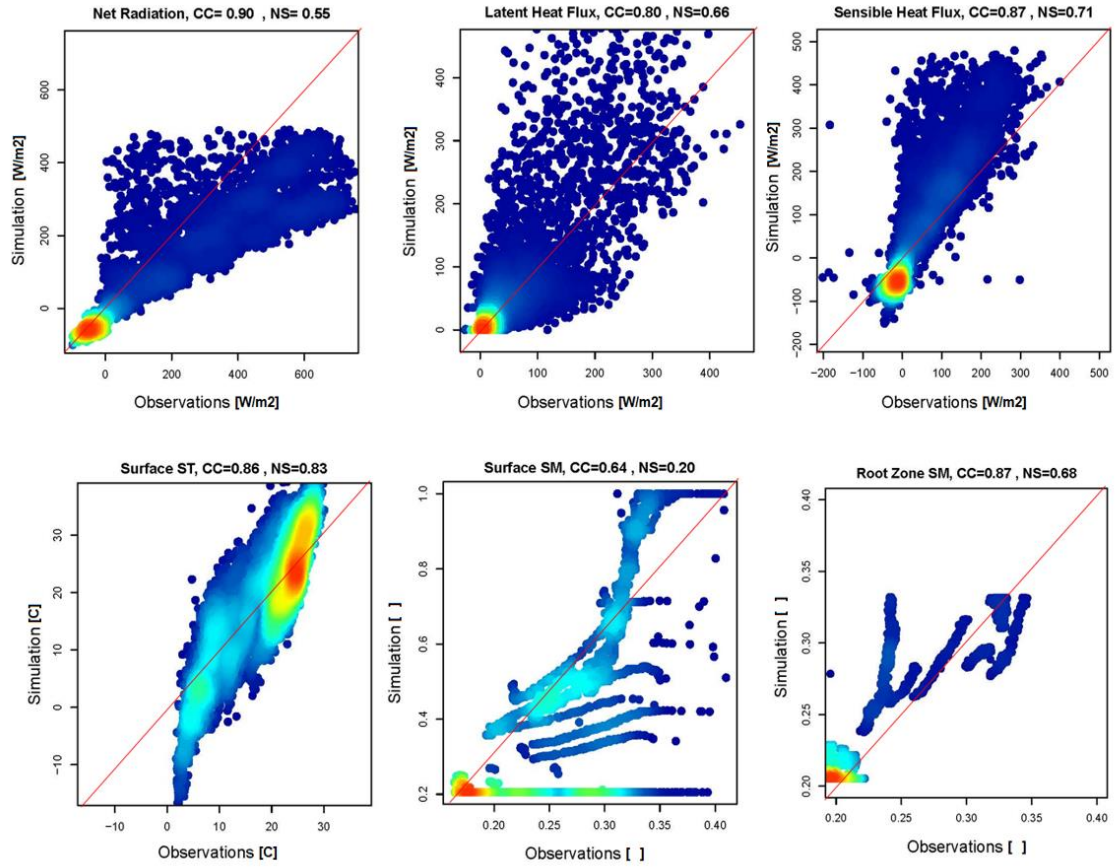 Net Radiation, CC= 0.90 , NS= 0.55
Simulation [W/m2]
0 200 400 600
0 200 400 600
Observations [W/m2]
Latent Heat Flux, CC=0.80 , NS=0.66
Simulation [W/m2]
0 100 200 300 400
0 100 200 300 400
Observations [W/m2]
Sensible Heat Flux, CC=0.87 , NS=0.71
Simulation [W/m2]
−200 −100 0 100 200 300 400 500
−200 −100 0 100 200 300 400 500
Observations [W/m2]
Surface ST, CC=0.86 , NS=0.83
Simulation [C]
−10 0 10 20 30
−10 0 10 20 30
Observations [C]
Surface SM, CC=0.64 , NS=0.20
Simulation [ ]
0.2 0.4 0.6 0.8 1.0
0.20 0.25 0.30 0.35 0.40
Observations [ ]
Root Zone SM, CC=0.87 , NS=0.68
Simulation [ ]
0.20 0.25 0.30 0.35 0.40
0.20 0.25 0.30 0.35 0.40
Observations [ ]